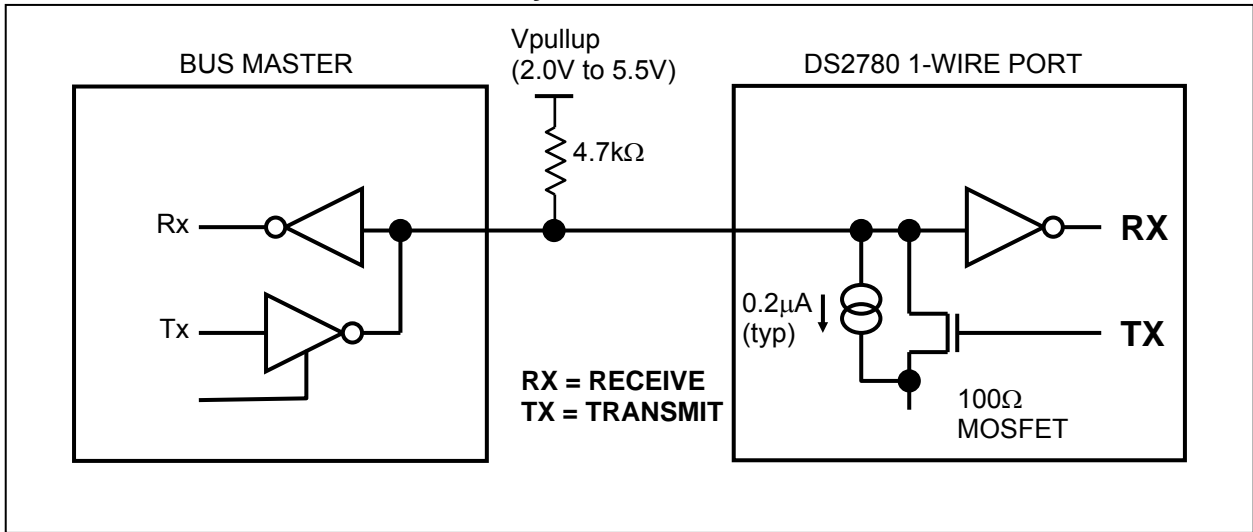 Vpullup
(2.0V to 5.5V)
BUS MASTER
DS2780 1-WIRE PORT
4.7kΩ
Rx
RX
0.2μA
(typ)
Tx
TX
RX = RECEIVE
TX = TRANSMIT
100Ω
MOSFET